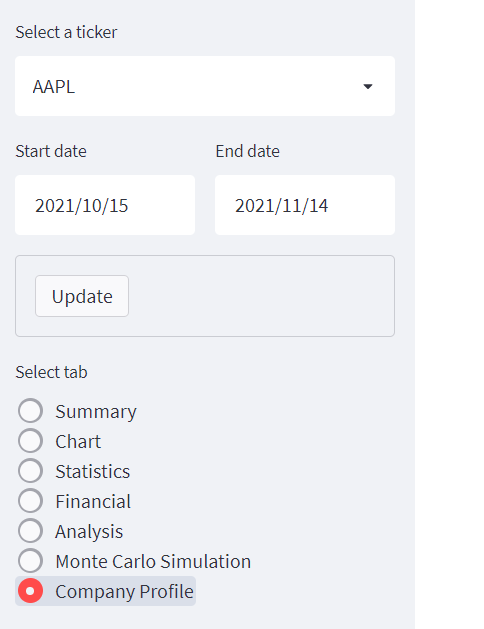 Select a ticker
AAPL
Start date
End date
2021/10/15
2021/11/14
Update
Select tab
Summary
Chart
Statistics
Financial
Analysis
Monte Carlo Simulation
Company Profile